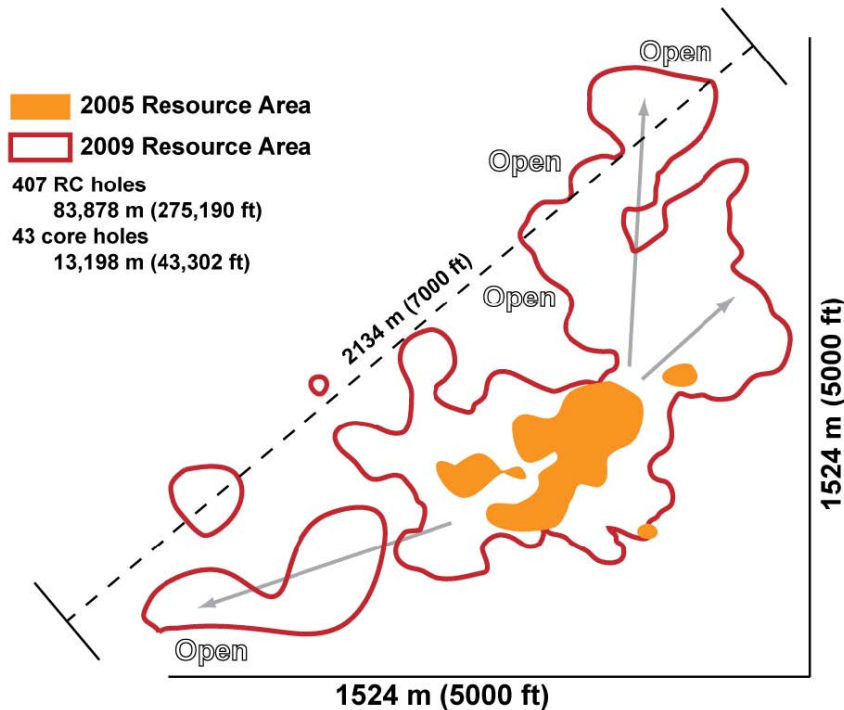 Open
2005 Resource Area
2009 Resource Area
407 RC holes
83,878 m (275,190 ft)
43 core holes
13,198 m (43,302 ft)
Open
Open
2134 m (7000 ft)
1524 m (5000 ft)
Open
1524 m (5000 ft)